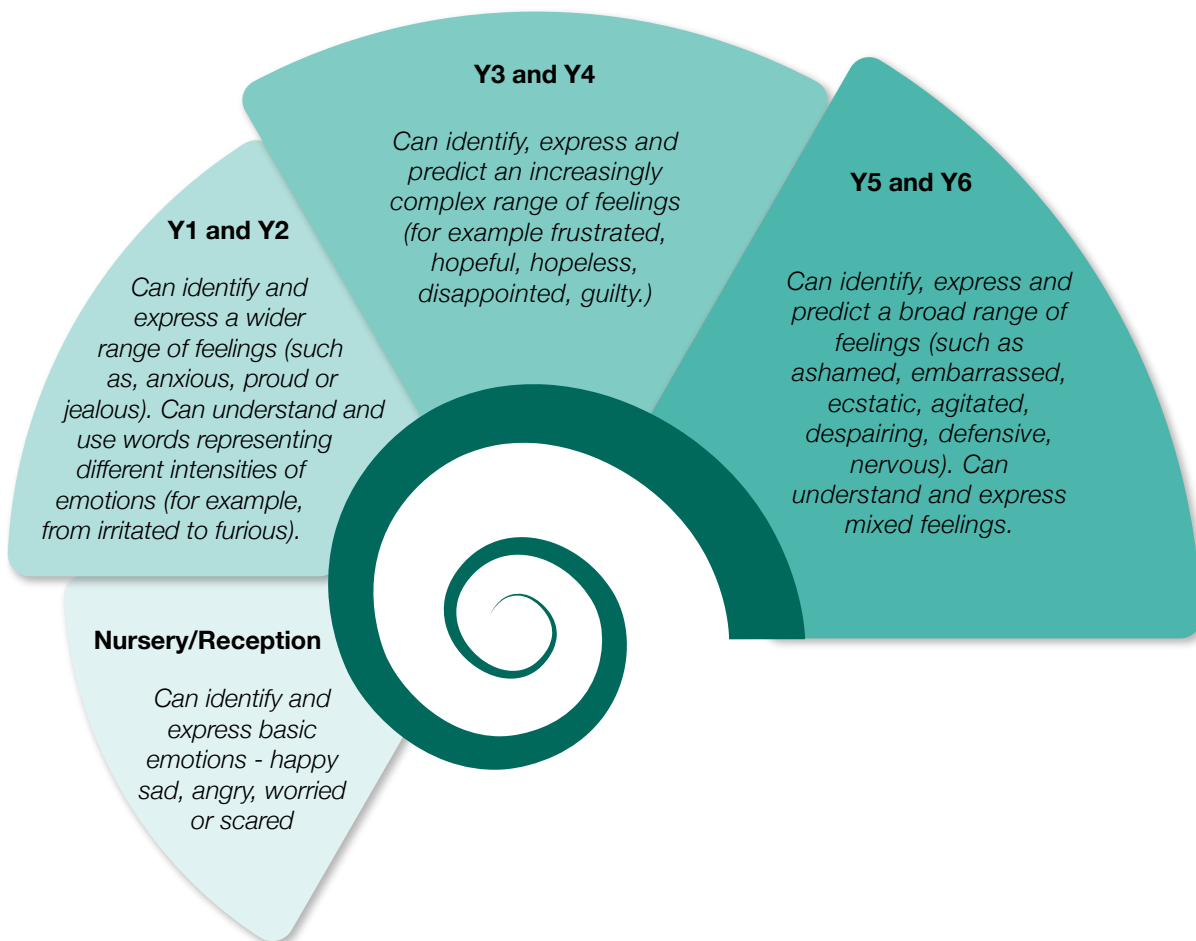 Nursery/Reception
Can identify and
express basic
emotions - happy
sad, angry, worried
or scared
Y1 and Y2
Can identify and
express a wider
range of feelings (such
as, anxious, proud or
jealous). Can understand and
use words representing
different intensities of
emotions (for example,
from irritated to furious).
Y3 and Y4
Can identify, express and
predict an increasingly
complex range of feelings
(for example frustrated,
hopeful, hopeless,
disappointed, guilty.)
Y5 and Y6
Can identify, express and
predict a broad range of
feelings (such as
ashamed, embarrassed,
ecstatic, agitated,
despairing, defensive,
nervous). Can
understand and express
mixed feelings.